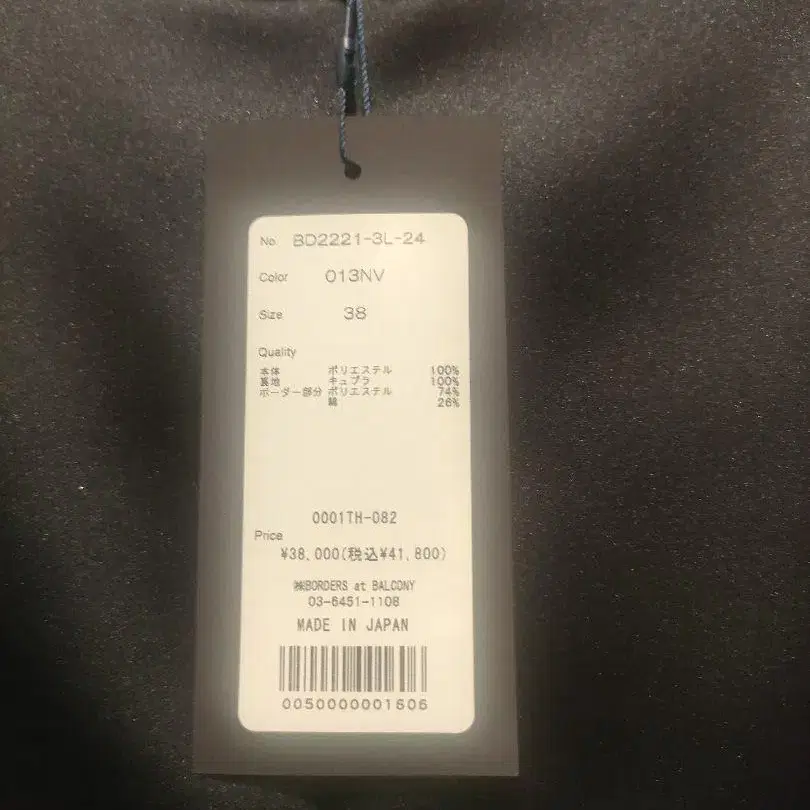 No. BD2221-3L-24
Color 013NV
Size 38
Quality
本体 ポリエステル 100%
裏地 キュプラ 100%
ボーダー部分 ポリエステル 74%
綿 26%
0001TH-082
Price
¥38,000(税込¥41,800)
㈱BORDERS at BALCONY
03-6451-1108
MADE IN JAPAN
0050000001606